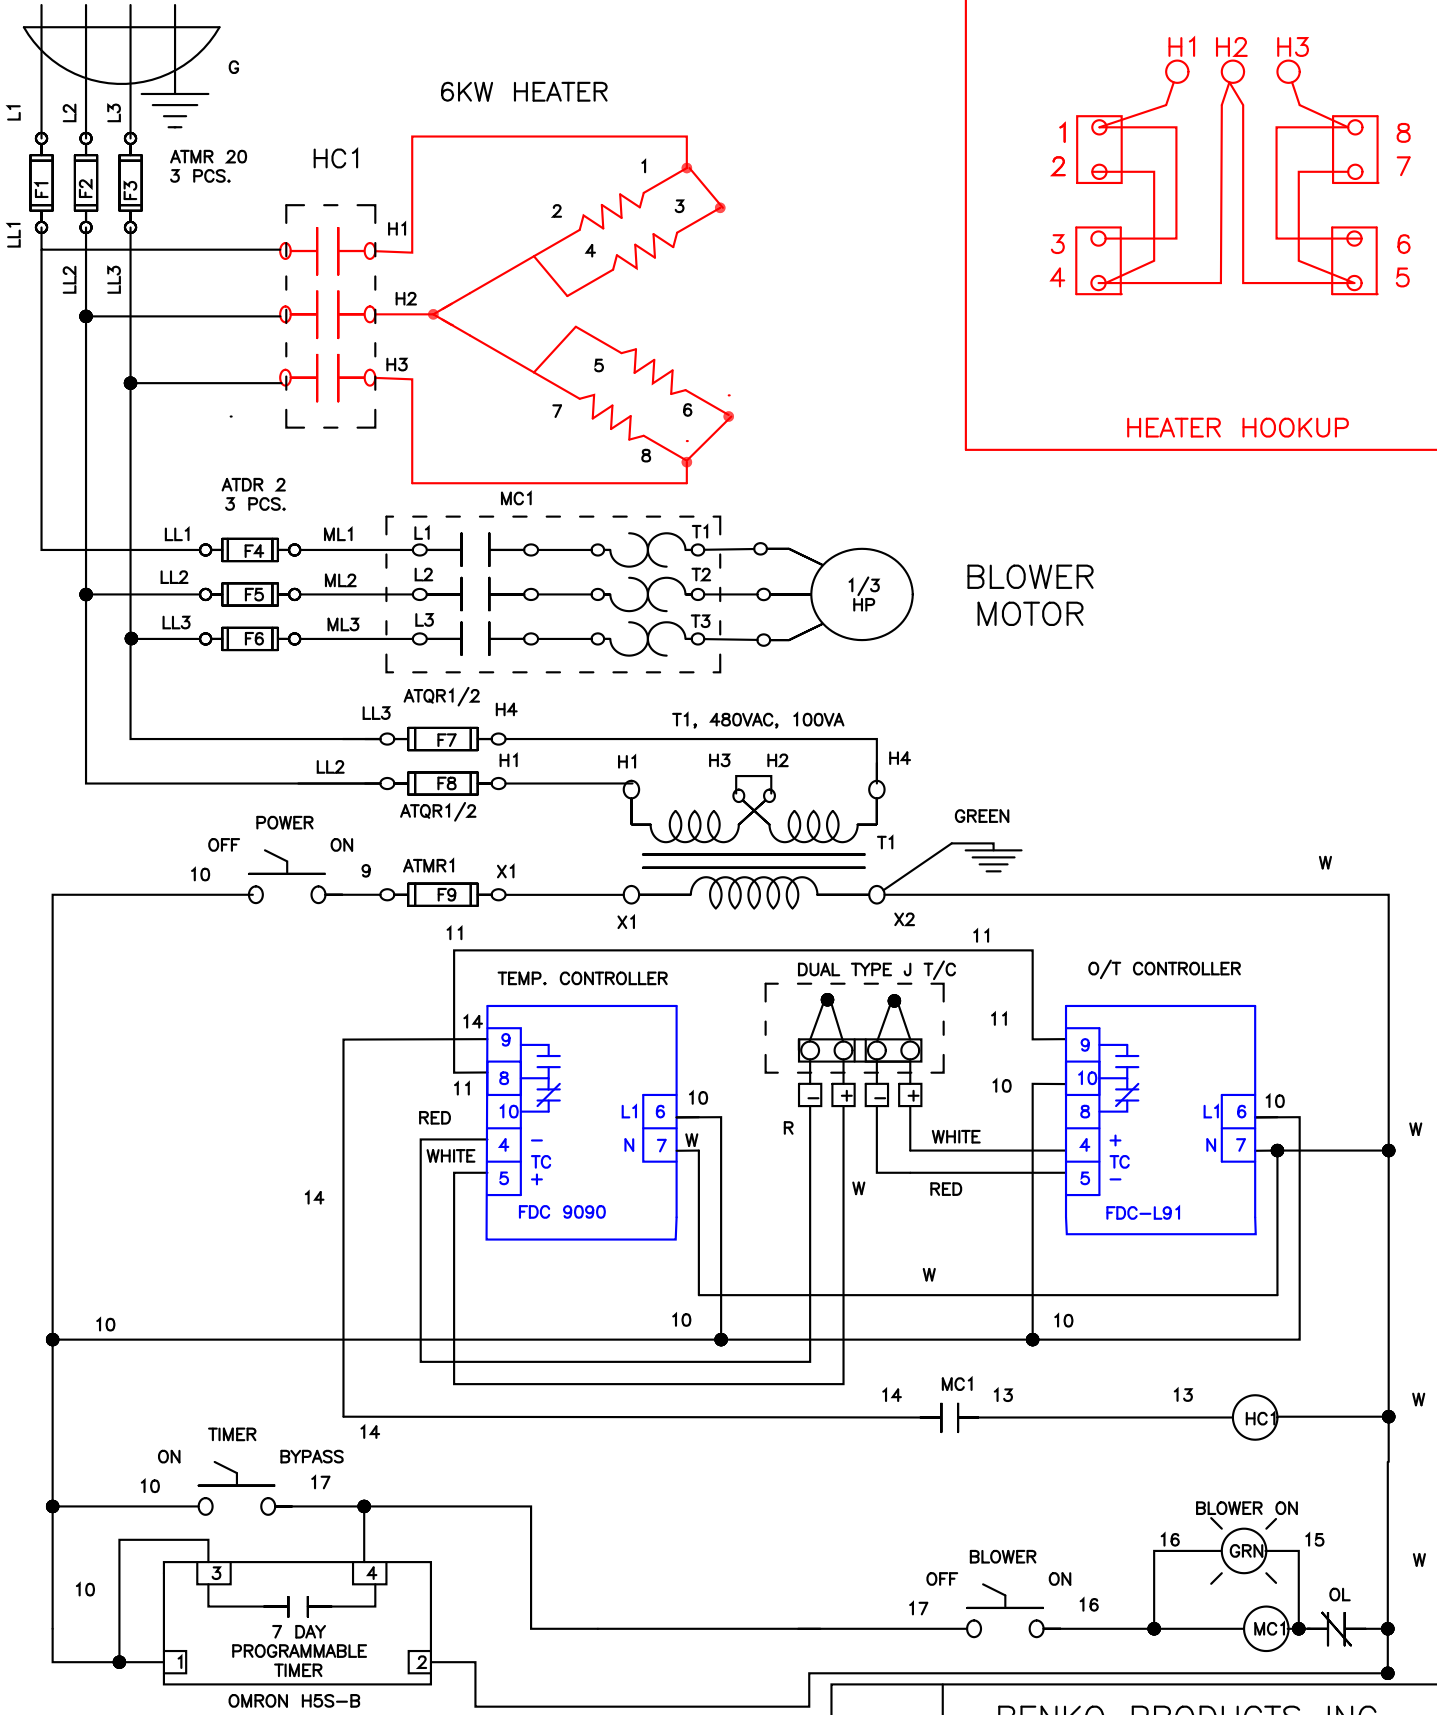 G
L1
L2
L3
F1
F2
F3
ATMR 20
3 PCS.
LL1
LL2
LL3
6KW HEATER
HC1
H1
H2
H3
1
2
3
4
5
6
7
8
H1 H2 H3
1
2
3
4
8
7
6
5
HEATER HOOKUP
ATDR 2
3 PCS.
MC1
LL1
F4
ML1
L1
T1
LL2
F5
ML2
L2
T2
LL3
F6
ML3
L3
T3
1/3
HP
BLOWER
MOTOR
ATQR1/2
LL3
F7
H4
T1, 480VAC, 100VA
LL2
F8
H1
ATQR1/2
H1
H3
H2
H4
T1
GREEN
POWER
OFF
ON
10
9
ATMR1
F9
X1
X1
X2
W
11
11
TEMP. CONTROLLER
DUAL TYPE J T/C
O/T CONTROLLER
14
9
11
8
10
RED
4
−
WHITE
TC
5
+
FDC 9090
L1
6
10
N
7
W
−
+
−
+
R
W
WHITE
RED
11
9
10
10
8
4
+
TC
5
−
FDC−L91
L1
6
10
N
7
W
14
W
10
10
10
14
MC1
13
13
HC1
W
14
TIMER
ON
BYPASS
10
17
10
3
4
7 DAY
PROGRAMMABLE
TIMER
1
2
OMRON H5S−B
BLOWER
OFF
ON
17
16
BLOWER ON
16
GRN
15
MC1
OL
W
BENKO PRODUCTS INC